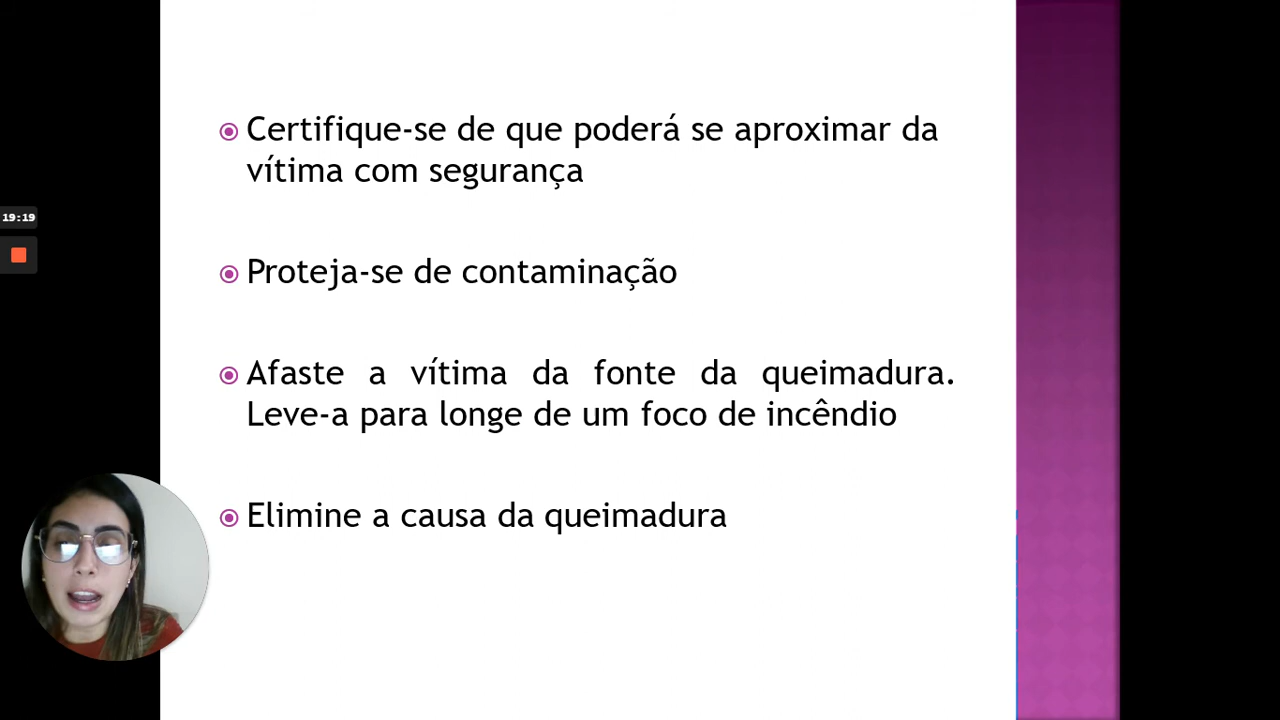 Certifique-se de que poderá se aproximar da
vítima com segurança
19:19
Proteja-se de contaminação
Afaste a vítima da fonte da queimadura.
Leve-a para longe de um foco de incêndio
Elimine a causa da queimadura